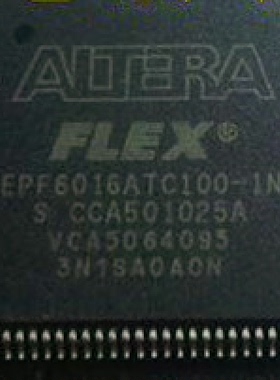 ALTERA
FLEX®
EPF6016ATC100-1N
S CCA501025A
VCA5064095
3N1SA0A0N